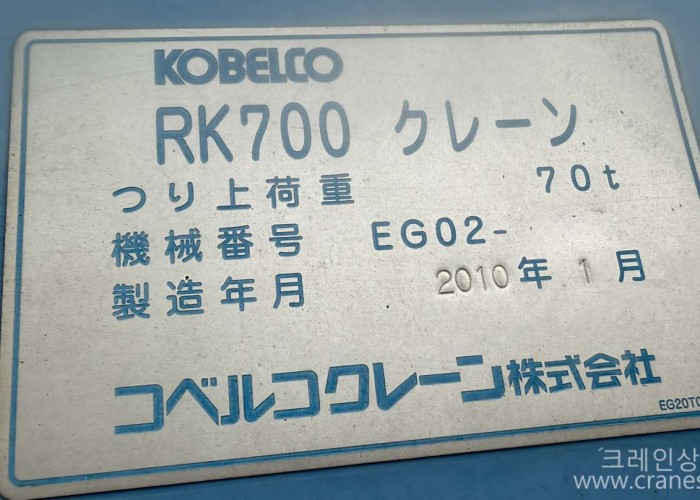 KOBELCO
RK700 クレーン
つり上荷重 70t
機械番号 EG02-
製造年月 2010年 1月
コベルコクレーン株式会社
EG20T0
크레인상
www.cranes